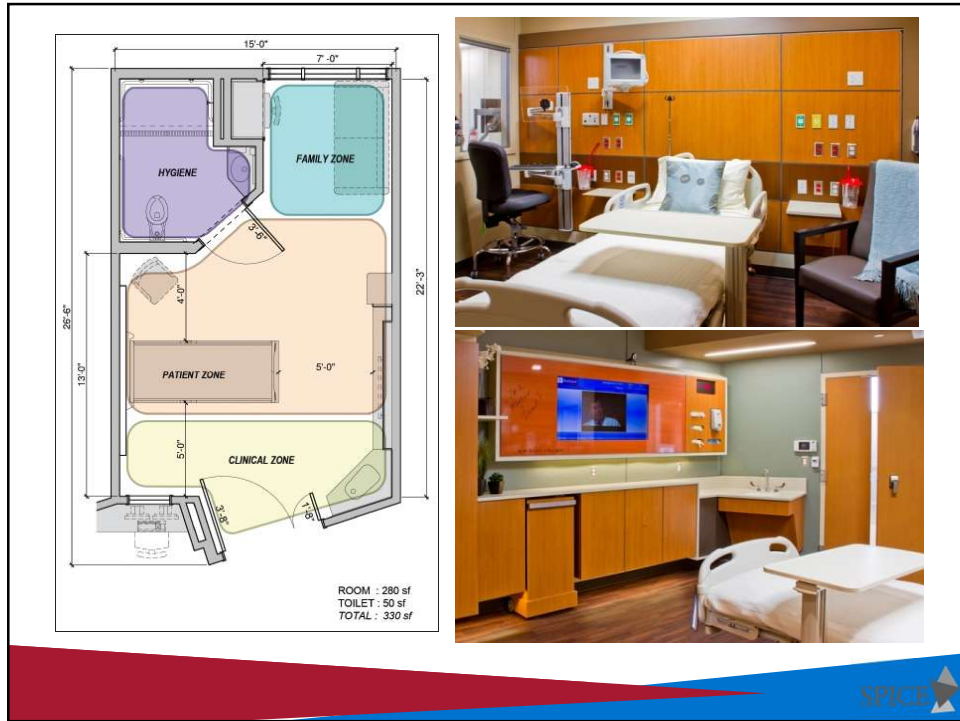 15'-0"
7'-0"
HYGIENE
FAMILY ZONE
3'-6"
26'-6"
22'-3"
4'-0"
13'-0"
PATIENT ZONE
5'-0"
CLINICAL ZONE
5'-0"
3'-8"
1'-8"
ROOM : 280 sf
TOILET : 50 sf
TOTAL : 330 sf
SPICE